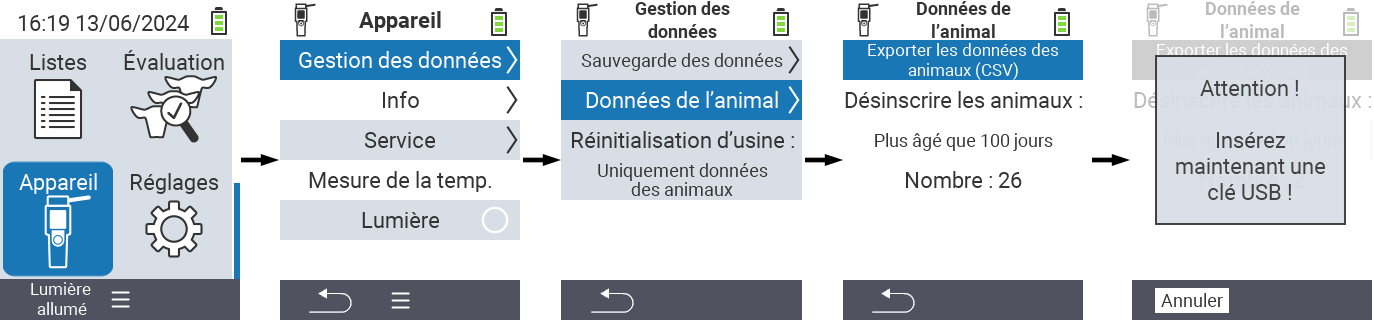 16:19 13/06/2024
Listes
Évaluation
Appareil
Réglages
Lumière
allumé
Appareil
Gestion des données
Info
Service
Mesure de la temp.
Lumière
Gestion des
données
Sauvegarde des données
Données de l’animal
Réinitialisation d’usine :
Uniquement données
des animaux
Données de
l’animal
Exporter les données des
animaux (CSV)
Désinscrire les animaux :
Plus âgé que 100 jours
Nombre : 26
Données de
l’animal
Exporter les données des
Attention !
Insérez
maintenant une
clé USB !
Annuler